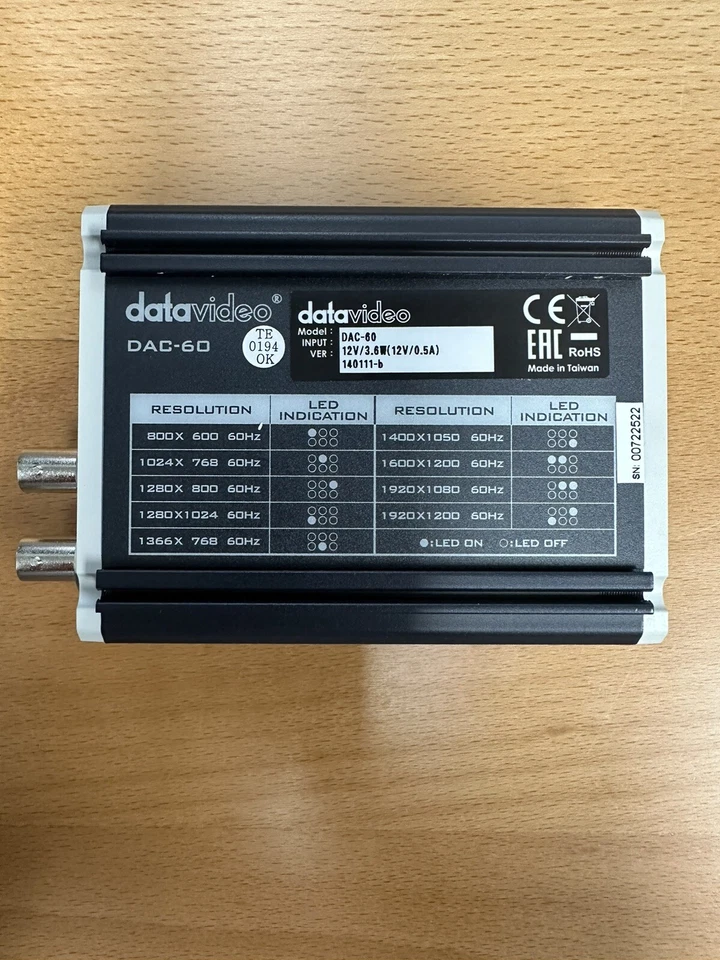 datavideo®
DAC-60
TE
0194
OK
datavideo
Model : DAC-60
INPUT : 12V/3.6W(12V/0.5A)
VER : 140111-b
CE
EAC RoHS
Made in Taiwan
RESOLUTION LED INDICATION RESOLUTION LED INDICATION
800X 600 60Hz ●○○ ○○○ 1400X1050 60Hz ○○○ ○○●
1024X 768 60Hz ○●○ ○○○ 1600X1200 60Hz ●●○ ○○○
1280X 800 60Hz ○○● ○○○ 1920X1080 60Hz ○●● ○○○
1280X1024 60Hz ○○○ ●○○ 1920X1200 60Hz ○○● ●○○
1366X 768 60Hz ○○○ ○●○ ●:LED ON ○:LED OFF
SN: 00722522